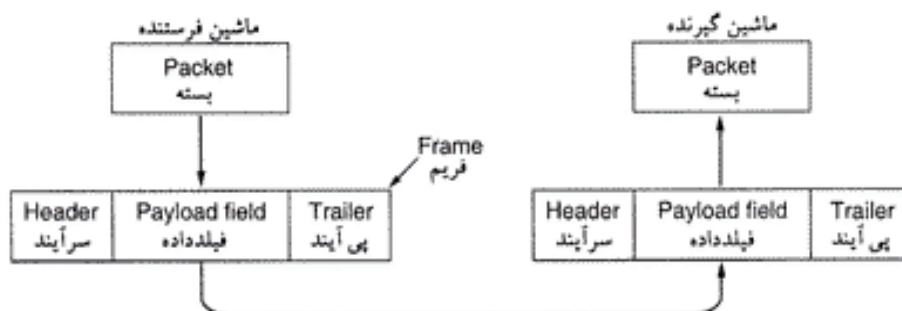 ماشین فرستنده
Packet
بسته
Frame
فریم
Header
سرآیند
Payload field
فیلدداده
Trailer
پی آیند
ماشین گیرنده
Packet
بسته
Header
سرآیند
Payload field
فیلدداده
Trailer
پی آیند